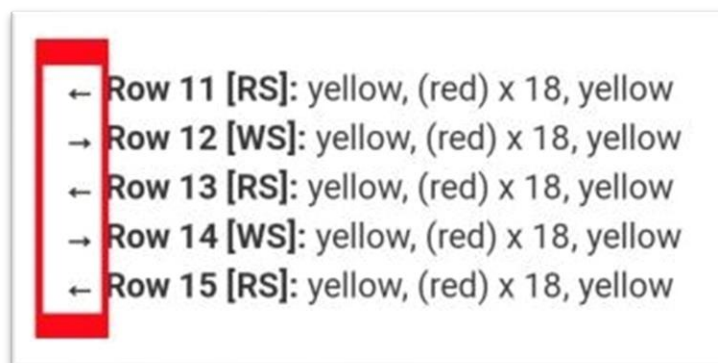 ← Row 11 [RS]: yellow, (red) x 18, yellow
→ Row 12 [WS]: yellow, (red) x 18, yellow
← Row 13 [RS]: yellow, (red) x 18, yellow
→ Row 14 [WS]: yellow, (red) x 18, yellow
← Row 15 [RS]: yellow, (red) x 18, yellow